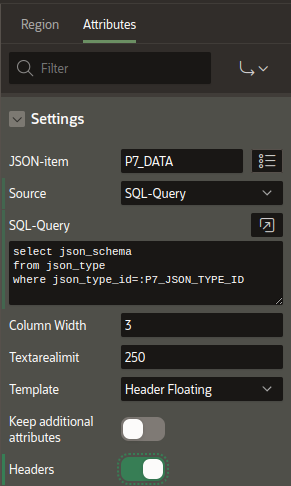 Region Attributes
Filter
Settings
JSON-item P7_DATA
Source SQL-Query
SQL-Query
select json_schema
from json_type
where json_type_id=:P7_JSON_TYPE_ID
Column Width 3
Textarealimit 250
Template Header Floating
Keep additional
attributes
Headers